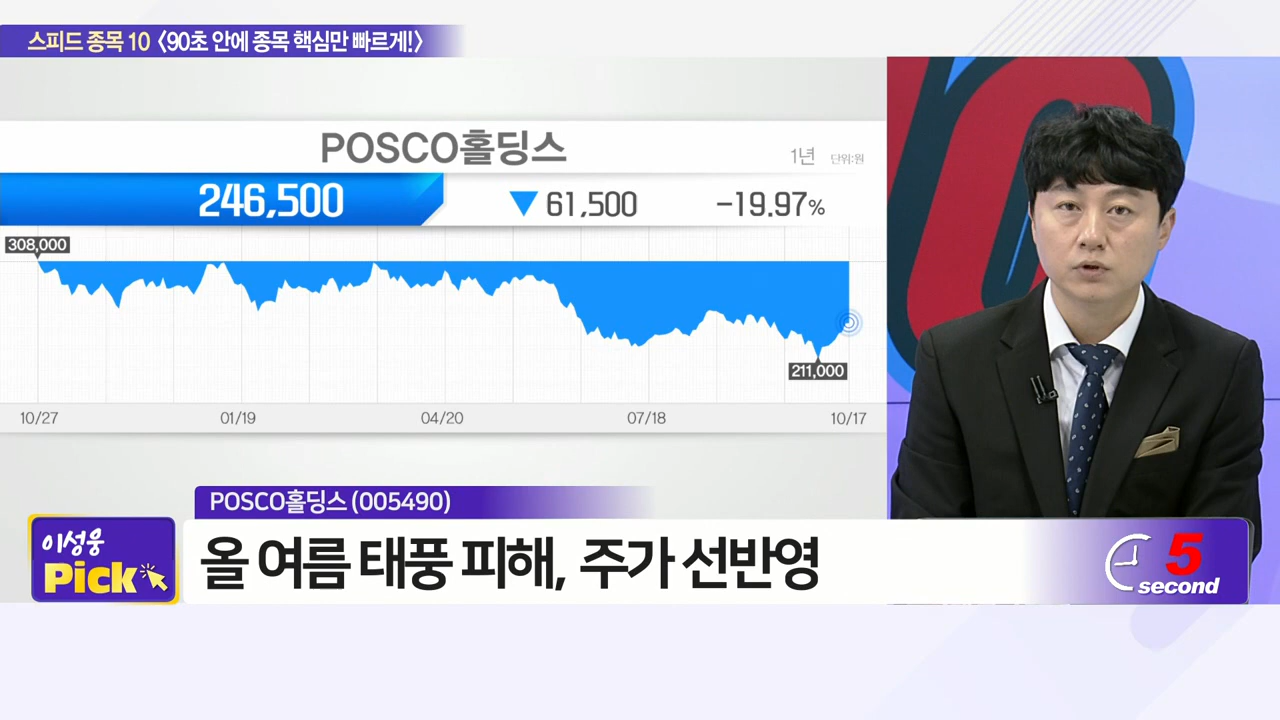 스피드 종목 10 〈90초 안에 종목 핵심만 빠르게!〉
POSCO홀딩스
1년 단위:원
246,500 ▼ 61,500 -19.97%
308,000
211,000
10/27 01/19 04/20 07/18 10/17
POSCO홀딩스 (005490)
이성웅
Pick
올 여름 태풍 피해, 주가 선반영
5
second